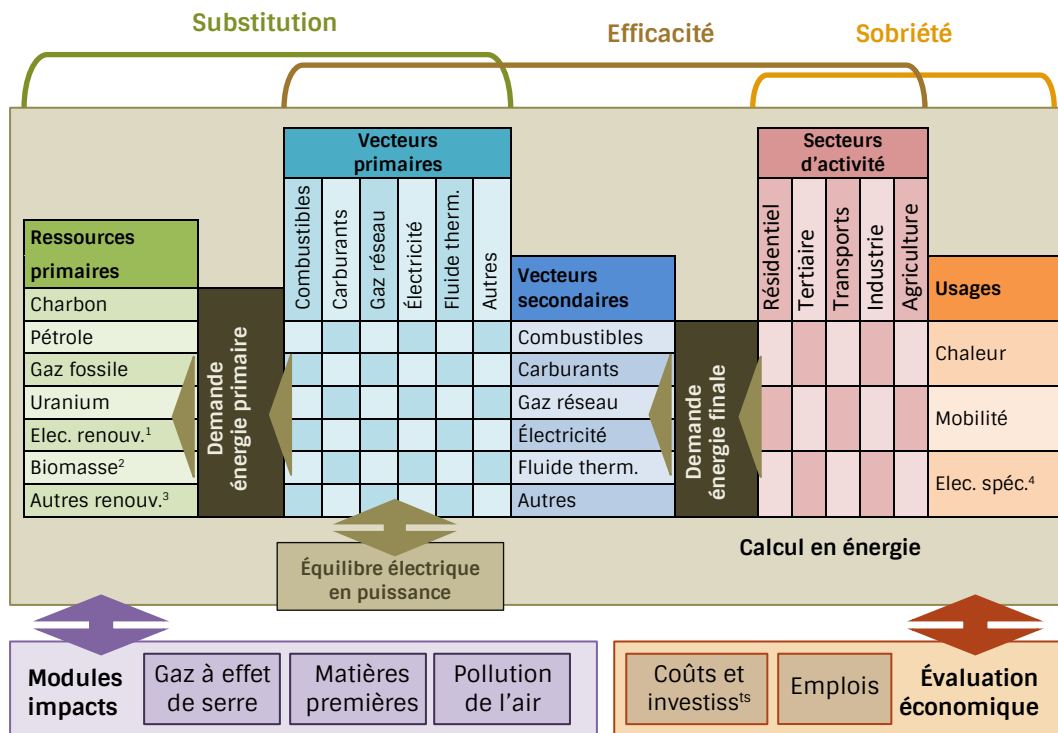 Substitution
Efficacité
Sobriété
Vecteurs
primaires
Combustibles
Carburants
Gaz réseau
Électricité
Fluide therm.
Autres
Secteurs
d'activité
Résidentiel
Tertiaire
Transports
Industrie
Agriculture
Ressources
primaires
Charbon
Pétrole
Gaz fossile
Uranium
Elec. renouv.¹
Biomasse²
Autres renouv.³
Demande
énergie primaire
Vecteurs
secondaires
Combustibles
Carburants
Gaz réseau
Électricité
Fluide therm.
Autres
Demande
énergie finale
Usages
Chaleur
Mobilité
Elec. spéc.⁴
Calcul en énergie
Équilibre électrique
en puissance
Modules
impacts
Gaz à effet
de serre
Matières
premières
Pollution
de l'air
Coûts et
investissᵗˢ
Emplois
Évaluation
économique